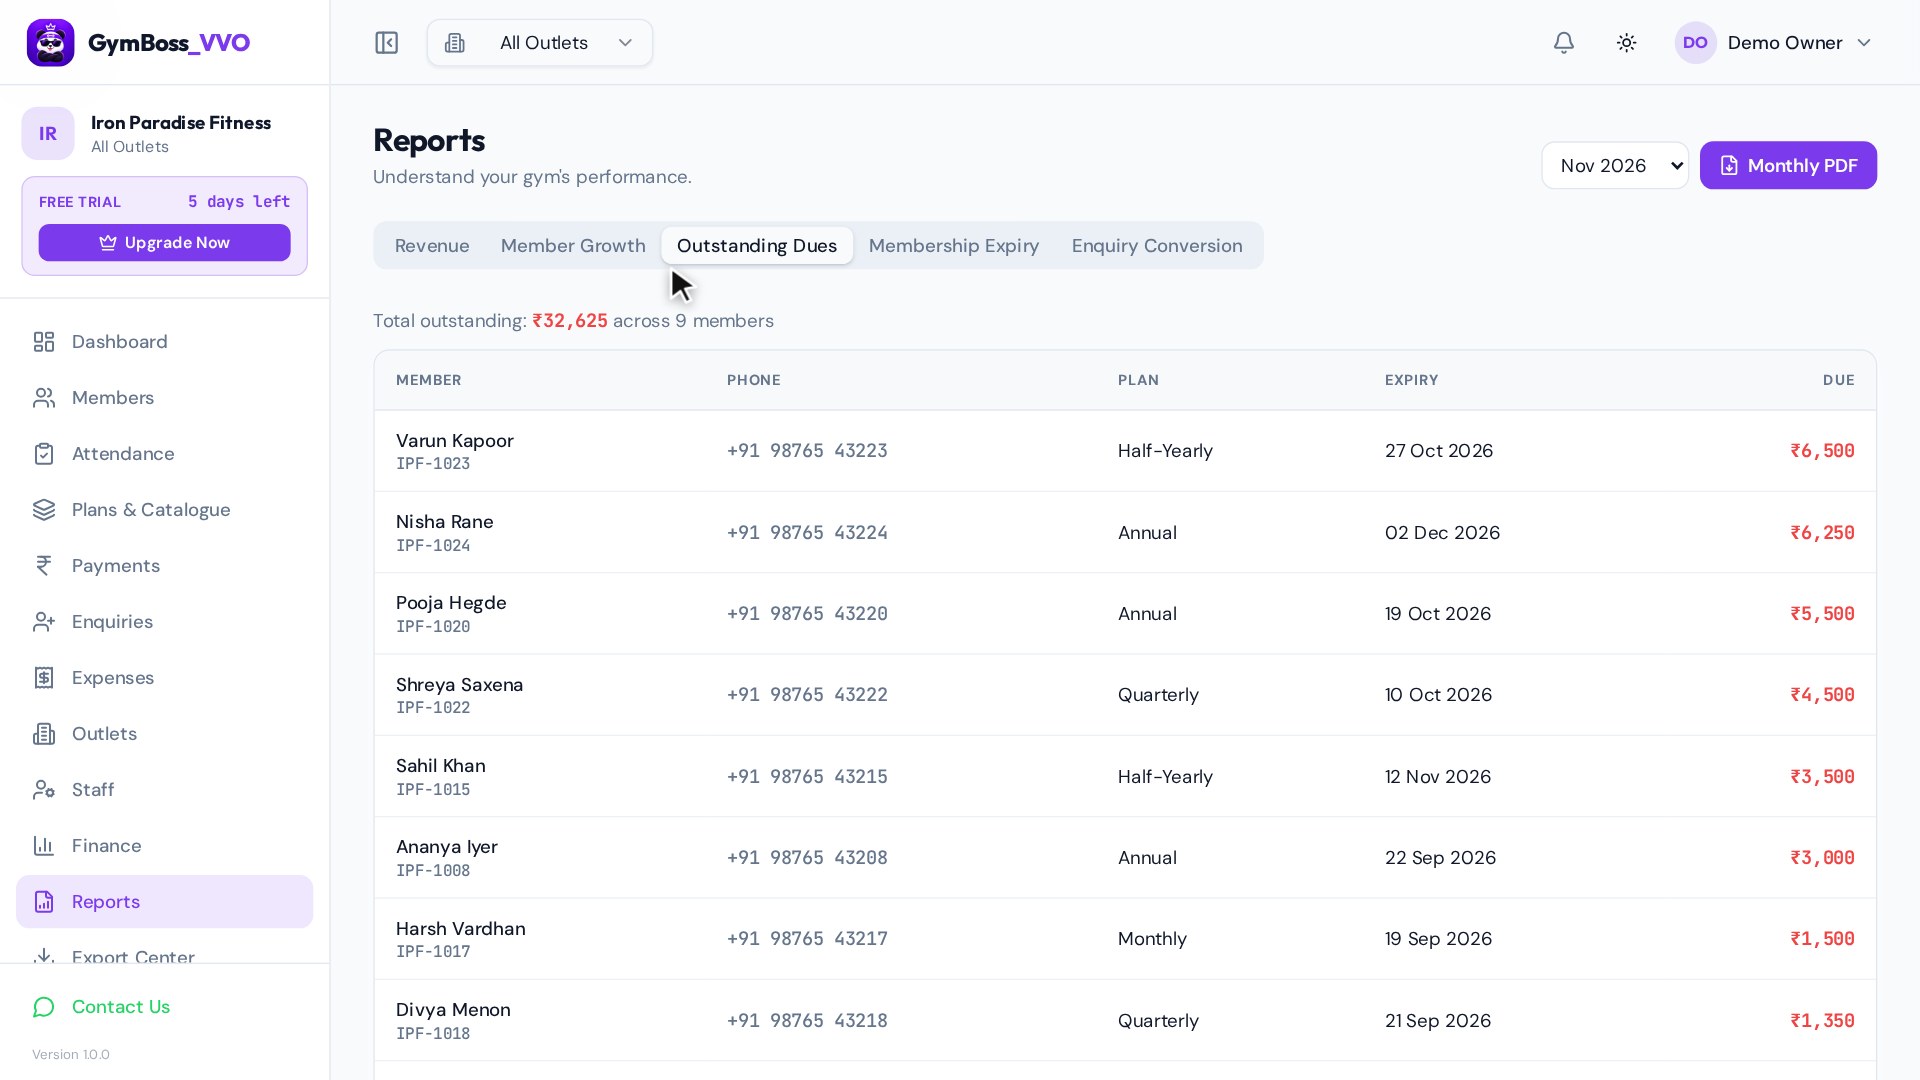 GymBoss_VVO
All Outlets
DO Demo Owner
IR
Iron Paradise Fitness
All Outlets
FREE TRIAL 5 days left
Upgrade Now
Dashboard
Members
Attendance
Plans & Catalogue
Payments
Enquiries
Expenses
Outlets
Staff
Finance
Reports
Export Center
Contact Us
Version 1.0.0
Reports
Understand your gym's performance.
Nov 2026
Monthly PDF
Revenue Member Growth Outstanding Dues Membership Expiry Enquiry Conversion
Total outstanding: ₹32,625 across 9 members
MEMBER PHONE PLAN EXPIRY DUE
Varun Kapoor
IPF-1023
+91 98765 43223 Half-Yearly 27 Oct 2026 ₹6,500
Nisha Rane
IPF-1024
+91 98765 43224 Annual 02 Dec 2026 ₹6,250
Pooja Hegde
IPF-1020
+91 98765 43220 Annual 19 Oct 2026 ₹5,500
Shreya Saxena
IPF-1022
+91 98765 43222 Quarterly 10 Oct 2026 ₹4,500
Sahil Khan
IPF-1015
+91 98765 43215 Half-Yearly 12 Nov 2026 ₹3,500
Ananya Iyer
IPF-1008
+91 98765 43208 Annual 22 Sep 2026 ₹3,000
Harsh Vardhan
IPF-1017
+91 98765 43217 Monthly 19 Sep 2026 ₹1,500
Divya Menon
IPF-1018
+91 98765 43218 Quarterly 21 Sep 2026 ₹1,350